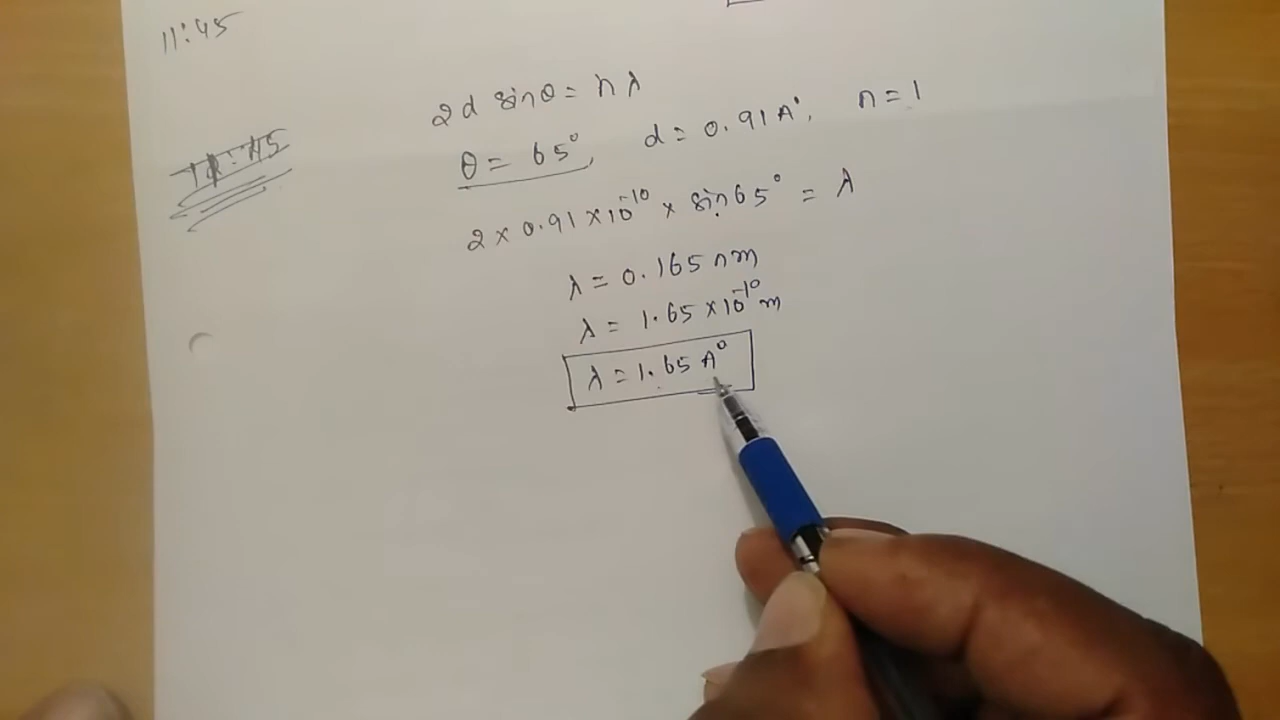 11:45
2d sinθ = nλ
θ = 65°, d = 0.91 A°, n = 1
2 × 0.91 × 10⁻¹⁰ × sin65° = λ
λ = 0.165 nm
λ = 1.65 × 10⁻¹⁰ m
λ = 1.65 A°